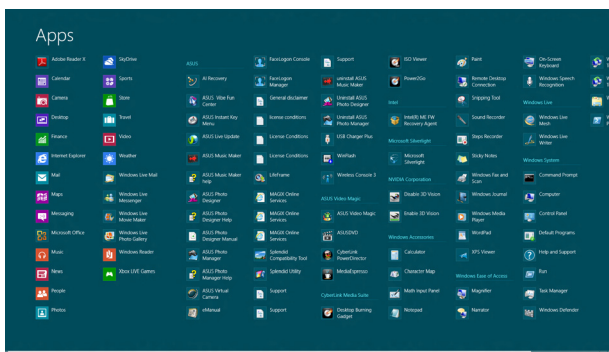 Apps
Adobe Reader X
Calendar
Camera
Desktop
Finance
Internet Explorer
Mail
Maps
Messaging
Microsoft Office
Music
News
People
Photos
SkyDrive
Sports
Store
Travel
Video
Weather
Windows Live Mail
Windows Live
Messenger
Windows Live
Movie Maker
Windows Live
Photo Gallery
Windows Reader
Xbox LIVE Games
ASUS
AI Recovery
ASUS Vibe Fun
Center
ASUS Instant Key
Menu
ASUS Live Update
ASUS Music Maker
ASUS Music Maker
help
ASUS Photo
Designer
ASUS Photo
Designer Help
ASUS Photo
Designer Manual
ASUS Photo
Manager
ASUS Photo
Manager Help
ASUS Virtual
Camera
eManual
FaceLogon Console
FaceLogon
Manager
General disclaimer
license conditions
License Conditions
License Conditions
LifeFrame
MAGIX Online
Services
MAGIX Online
Services
MAGIX Online
Services
Splendid
Compatibility Tool
Splendid Utility
Support
Support
Support
uninstall ASUS
Music Maker
Uninstall ASUS
Photo Designer
Uninstall ASUS
Photo Manager
USB Charger Plus
WinFlash
Wireless Console 3
ASUS Video Magic
ASUS Video Magic
ASUSDVD
CyberLink
PowerDirector
MediaEspresso
CyberLink Media Suite
Desktop Burning
Gadget
ISO Viewer
Power2Go
Intel
Intel(R) ME FW
Recovery Agent
Microsoft Silverlight
Microsoft
Silverlight
NVIDIA Corporation
Disable 3D Vision
Enable 3D Vision
Windows Accessories
Calculator
Character Map
Math Input Panel
Notepad
Paint
Remote Desktop
Connection
Snipping Tool
Sound Recorder
Steps Recorder
Sticky Notes
Windows Fax and
Scan
Windows Journal
Windows Media
Player
WordPad
XPS Viewer
Windows Ease of Access
Magnifier
Narrator
On-Screen
Keyboard
Windows Speech
Recognition
Windows Live
Windows Live
Mesh
Windows Live
Writer
Windows System
Command Prompt
Computer
Control Panel
Default Programs
Help and Support
Run
Task Manager
Windows Defender